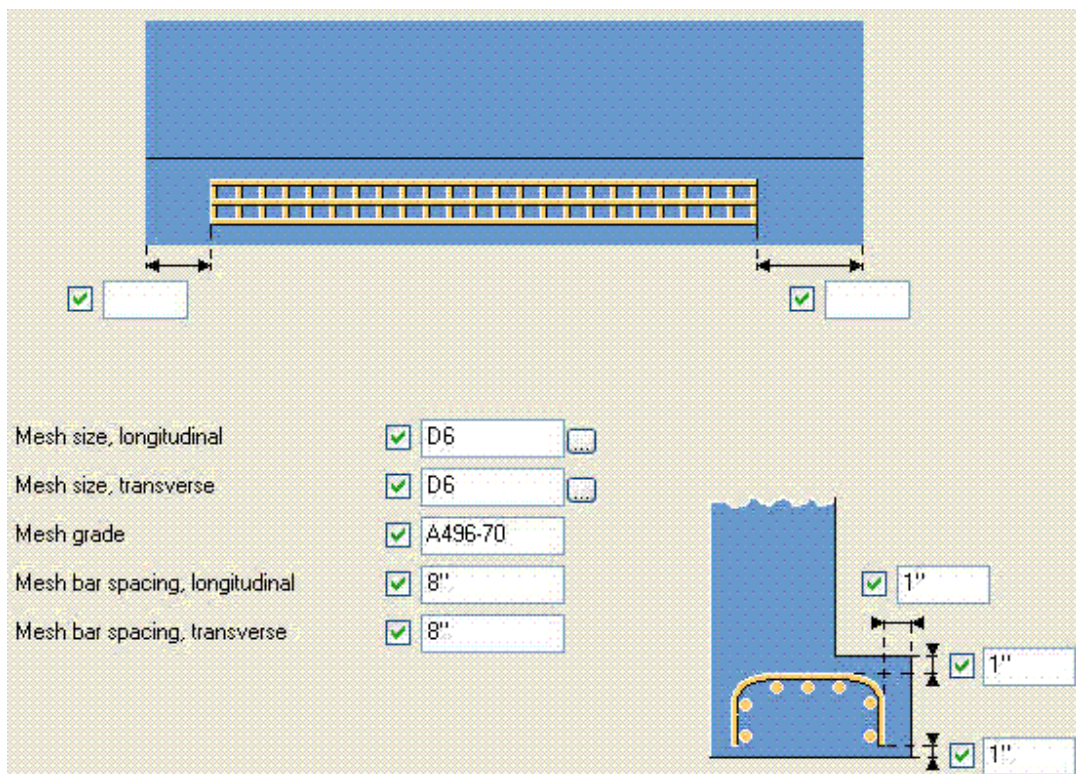 Mesh size, longitudinal D6 ...
Mesh size, transverse D6 ...
Mesh grade A496-70
Mesh bar spacing, longitudinal 8"
Mesh bar spacing, transverse 8"
1"
1"
1"